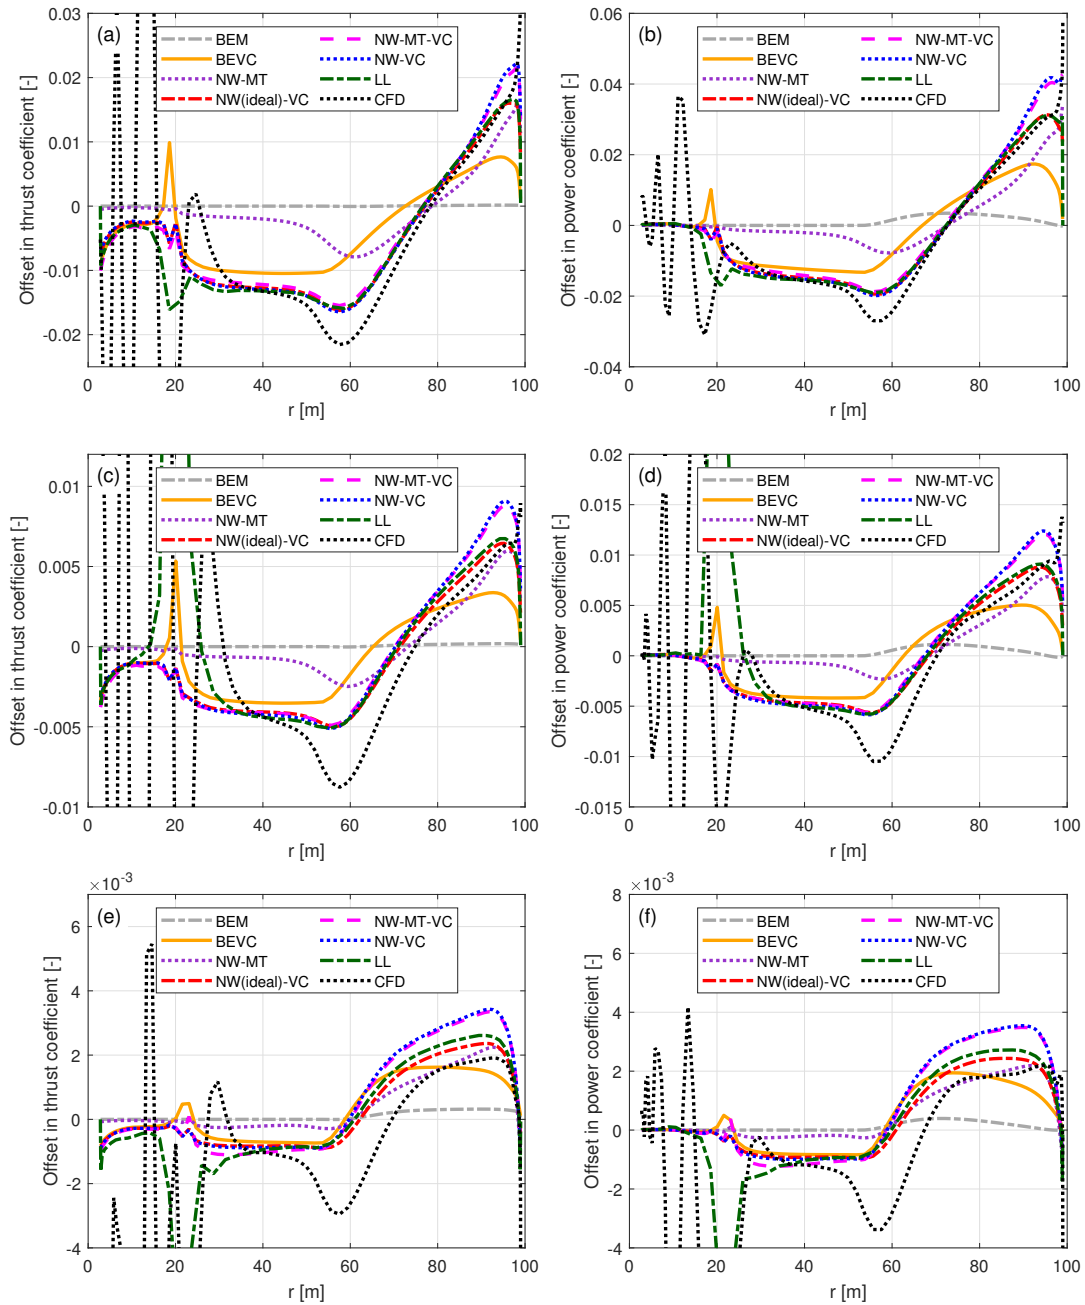 (a)
BEM
BEVC
NW-MT
NW(ideal)-VC
NW-MT-VC
NW-VC
LL
CFD
0.03
0.02
0.01
0
-0.01
-0.02
Offset in thrust coefficient [-]
0 20 40 60 80 100
r [m]
(b)
BEM
BEVC
NW-MT
NW(ideal)-VC
NW-MT-VC
NW-VC
LL
CFD
0.06
0.04
0.02
0
-0.02
-0.04
Offset in power coefficient [-]
0 20 40 60 80 100
r [m]
(c)
BEM
BEVC
NW-MT
NW(ideal)-VC
NW-MT-VC
NW-VC
LL
CFD
0.01
0.005
0
-0.005
-0.01
Offset in thrust coefficient [-]
0 20 40 60 80 100
r [m]
(d)
BEM
BEVC
NW-MT
NW(ideal)-VC
NW-MT-VC
NW-VC
LL
CFD
0.02
0.015
0.01
0.005
0
-0.005
-0.01
-0.015
Offset in power coefficient [-]
0 20 40 60 80 100
r [m]
×10⁻³
(e)
BEM
BEVC
NW-MT
NW(ideal)-VC
NW-MT-VC
NW-VC
LL
CFD
6
4
2
0
-2
-4
Offset in thrust coefficient [-]
0 20 40 60 80 100
r [m]
×10⁻³
(f)
BEM
BEVC
NW-MT
NW(ideal)-VC
NW-MT-VC
NW-VC
LL
CFD
8
6
4
2
0
-2
-4
Offset in power coefficient [-]
0 20 40 60 80 100
r [m]